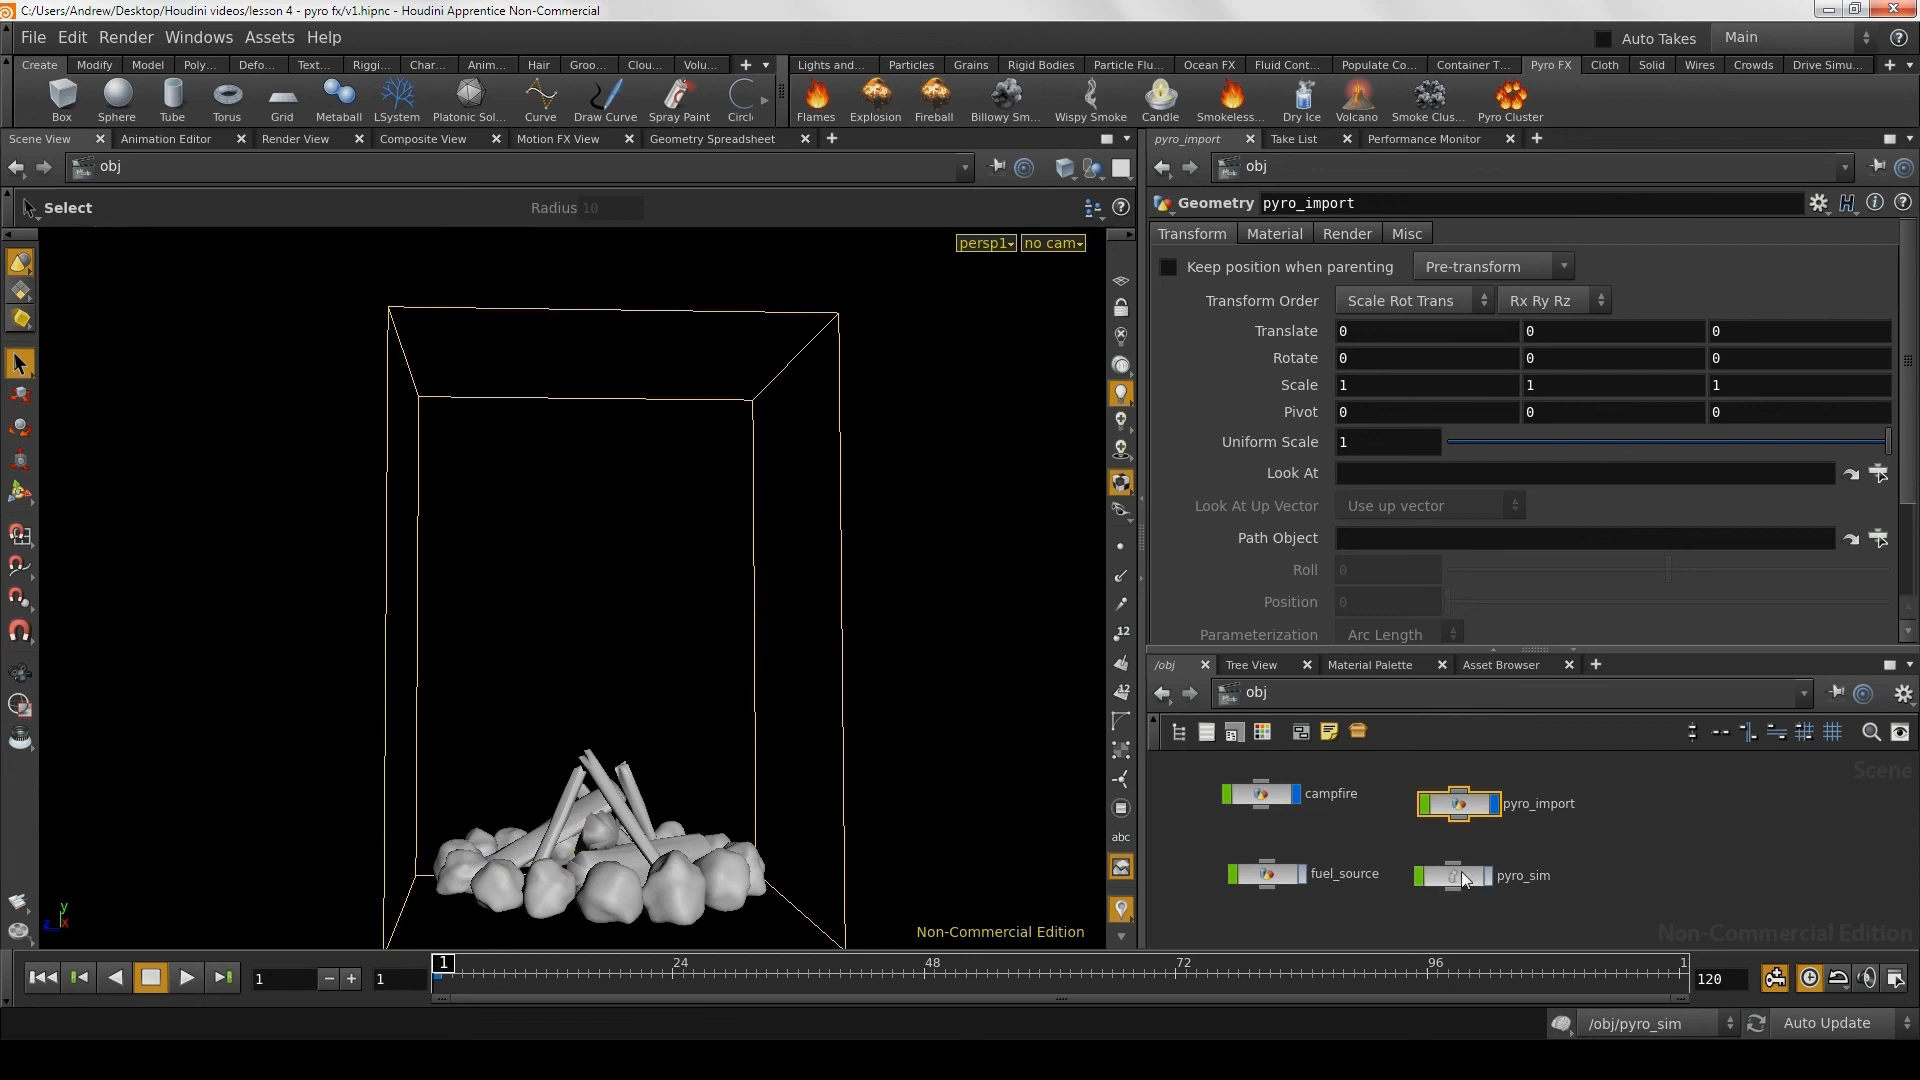 C:/Users/Andrew/Desktop/Houdini videos/lesson 4 - pyro fx/v1.hipnc - Houdini Apprentice Non-Commercial
File Edit Render Windows Assets Help
Auto Takes Main
Create Modify Model Poly... Defo... Text... Riggi... Char... Anim... Hair Groo... Clou... Volu...
Lights and... Particles Grains Rigid Bodies Particle Flu... Ocean FX Fluid Cont... Populate Co... Container T... Pyro FX Cloth Solid Wires Crowds Drive Simu...
Box Sphere Tube Torus Grid Metaball LSystem Platonic Sol... Curve Draw Curve Spray Paint Circl
Flames Explosion Fireball Billowy Sm... Wispy Smoke Candle Smokeless... Dry Ice Volcano Smoke Clus... Pyro Cluster
Scene View Animation Editor Render View Composite View Motion FX View Geometry Spreadsheet
pyro_import Take List Performance Monitor
obj
obj
Select Radius 10
Geometry pyro_import
persp1 no cam
Transform Material Render Misc
Keep position when parenting Pre-transform
Transform Order Scale Rot Trans Rx Ry Rz
Translate 0 0 0
Rotate 0 0 0
Scale 1 1 1
Pivot 0 0 0
Uniform Scale 1
Look At
Look At Up Vector Use up vector
Path Object
Roll 0
Position 0
Parameterization Arc Length
12
12
abc
/obj Tree View Material Palette Asset Browser
obj
Scene
campfire pyro_import
fuel_source pyro_sim
y
z x
Non-Commercial Edition
Non-Commercial Edition
1 1 1 24 48 72 96 1 120
/obj/pyro_sim Auto Update